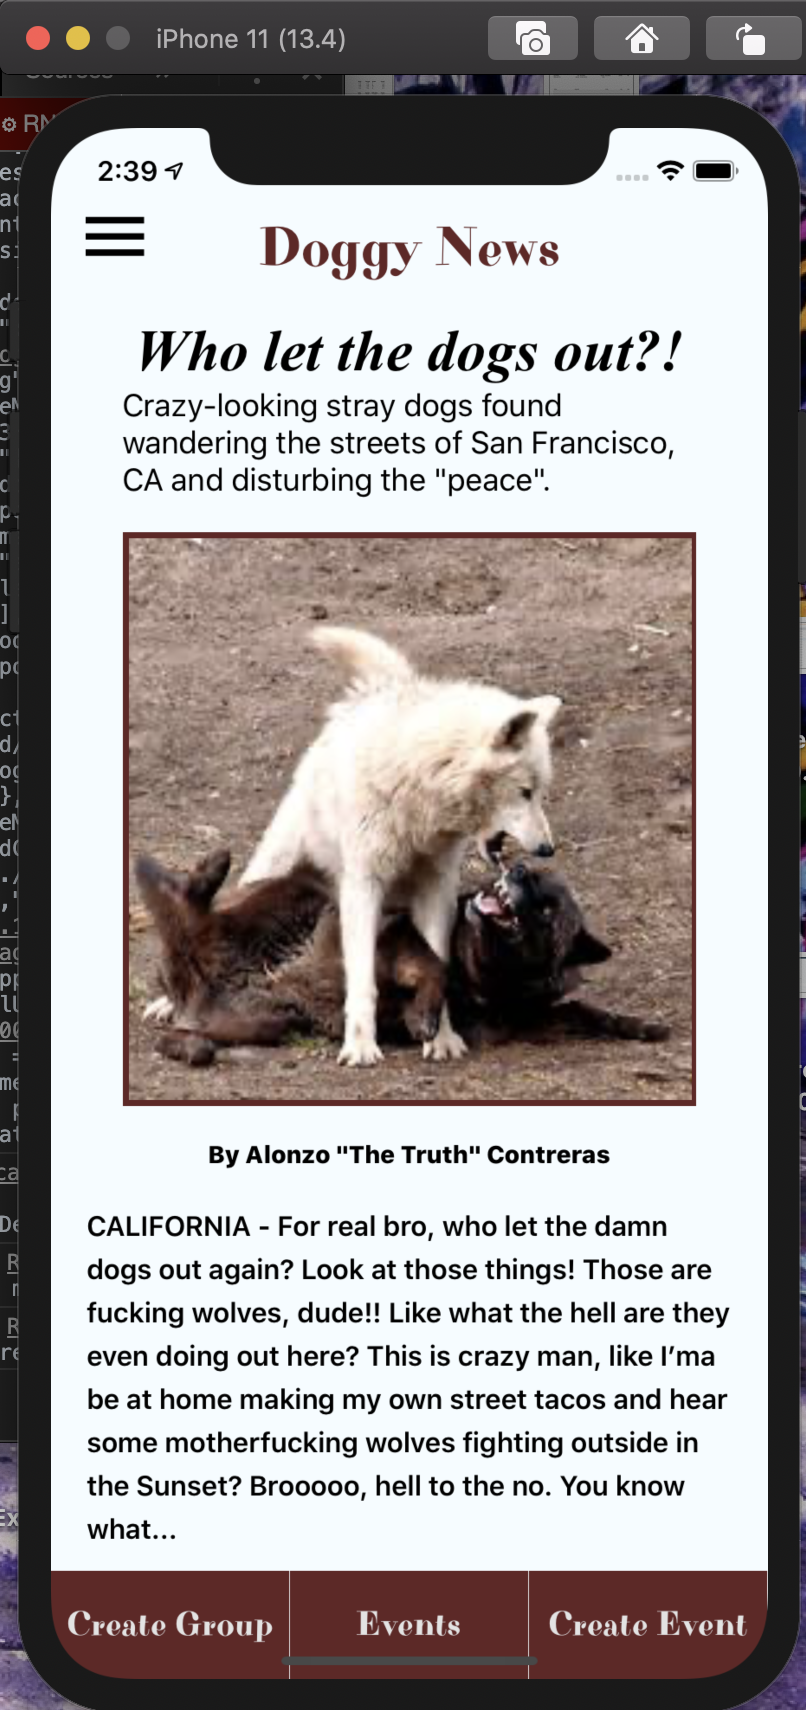 iPhone 11 (13.4)
2:39
Doggy News
Who let the dogs out?!
Crazy-looking stray dogs found
wandering the streets of San Francisco,
CA and disturbing the "peace".
By Alonzo "The Truth" Contreras
CALIFORNIA - For real bro, who let the damn
dogs out again? Look at those things! Those are
fucking wolves, dude!! Like what the hell are they
even doing out here? This is crazy man, like I’ma
be at home making my own street tacos and hear
some motherfucking wolves fighting outside in
the Sunset? Brooooo, hell to the no. You know
what...
Create Group
Events
Create Event